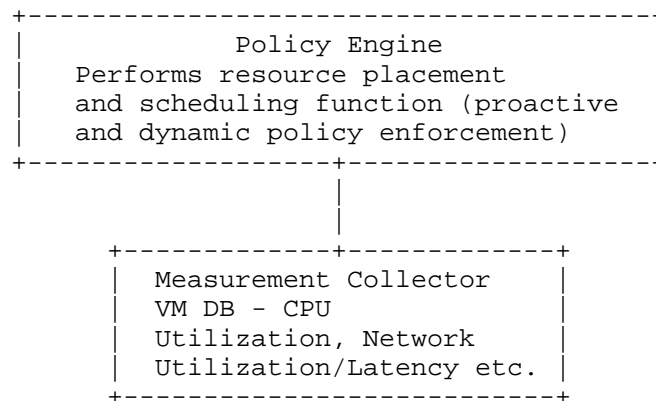 Policy Engine
Performs resource placement
and scheduling function (proactive
and dynamic policy enforcement)
Measurement Collector
VM DB - CPU
Utilization, Network
Utilization/Latency etc.